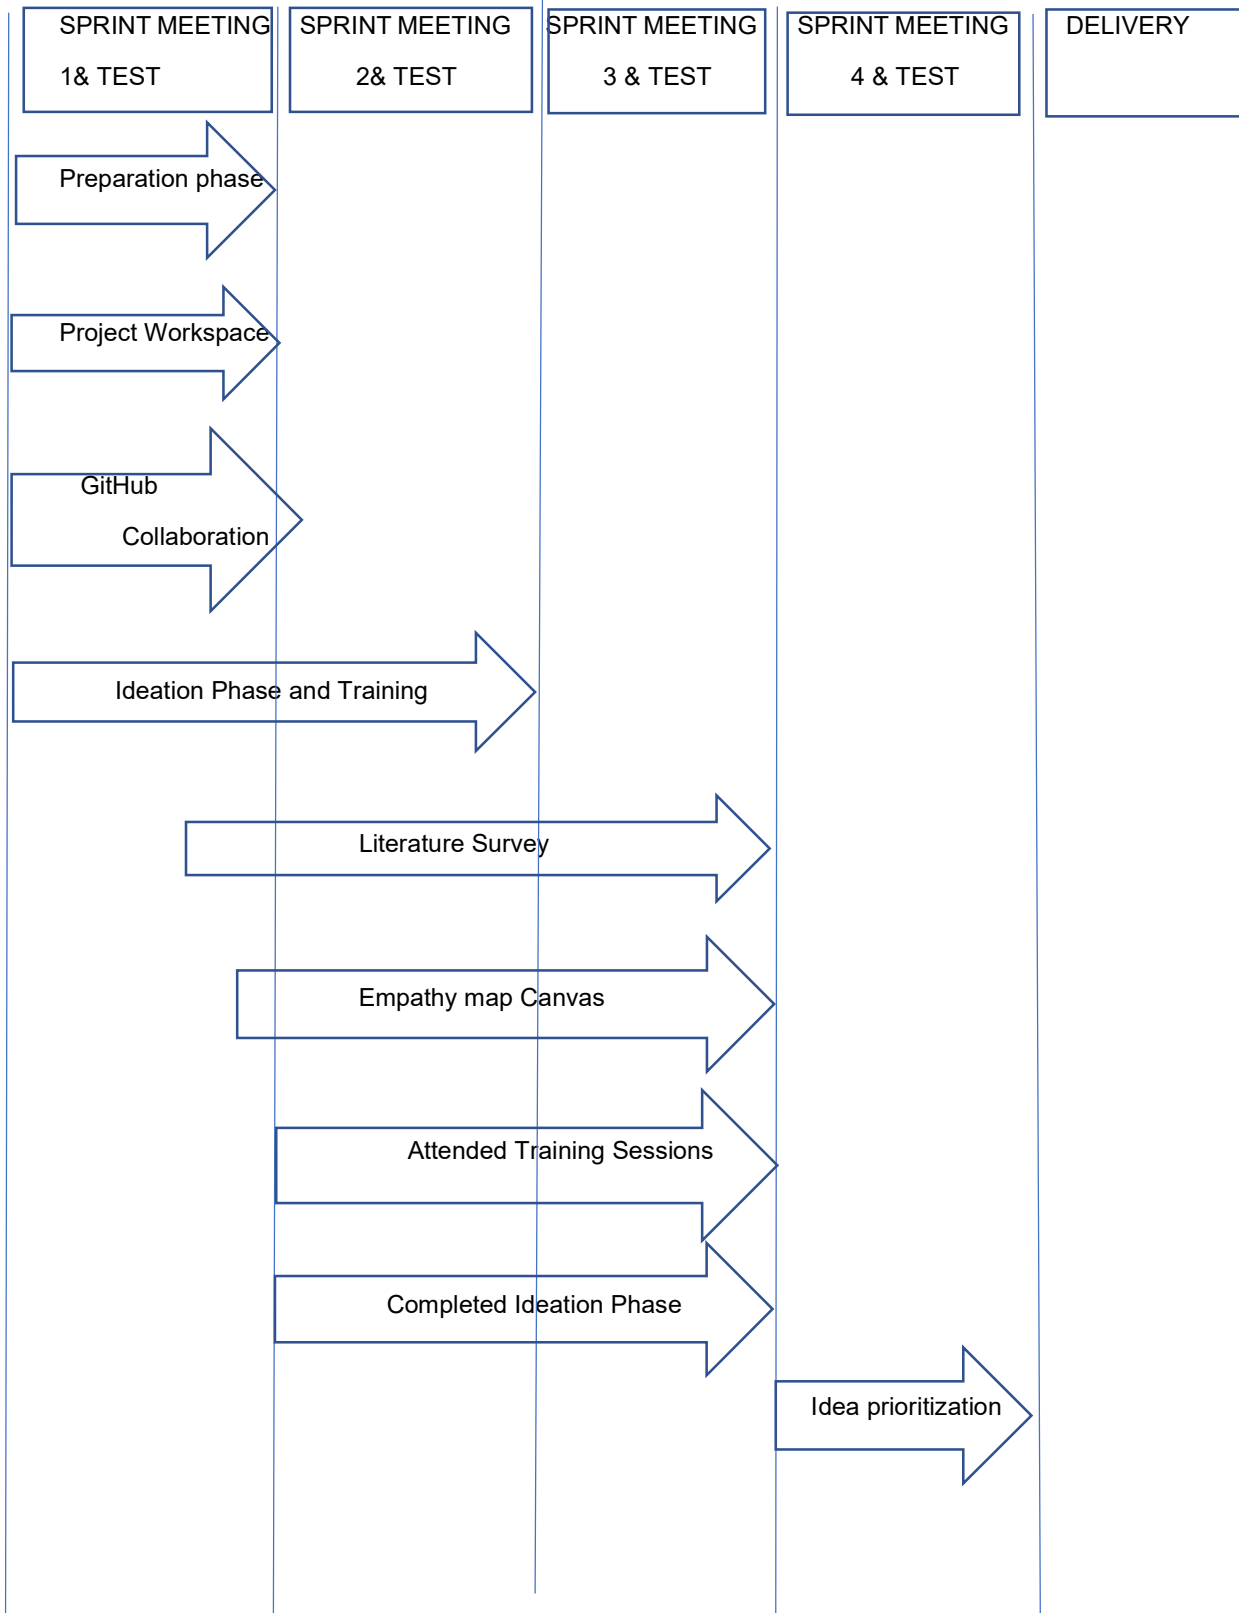 SPRINT MEETING
1& TEST
SPRINT MEETING
2& TEST
SPRINT MEETING
3 & TEST
SPRINT MEETING
4 & TEST
DELIVERY
Preparation phase
Project Workspace
GitHub
Collaboration
Ideation Phase and Training
Literature Survey
Empathy map Canvas
Attended Training Sessions
Completed Ideation Phase
Idea prioritization